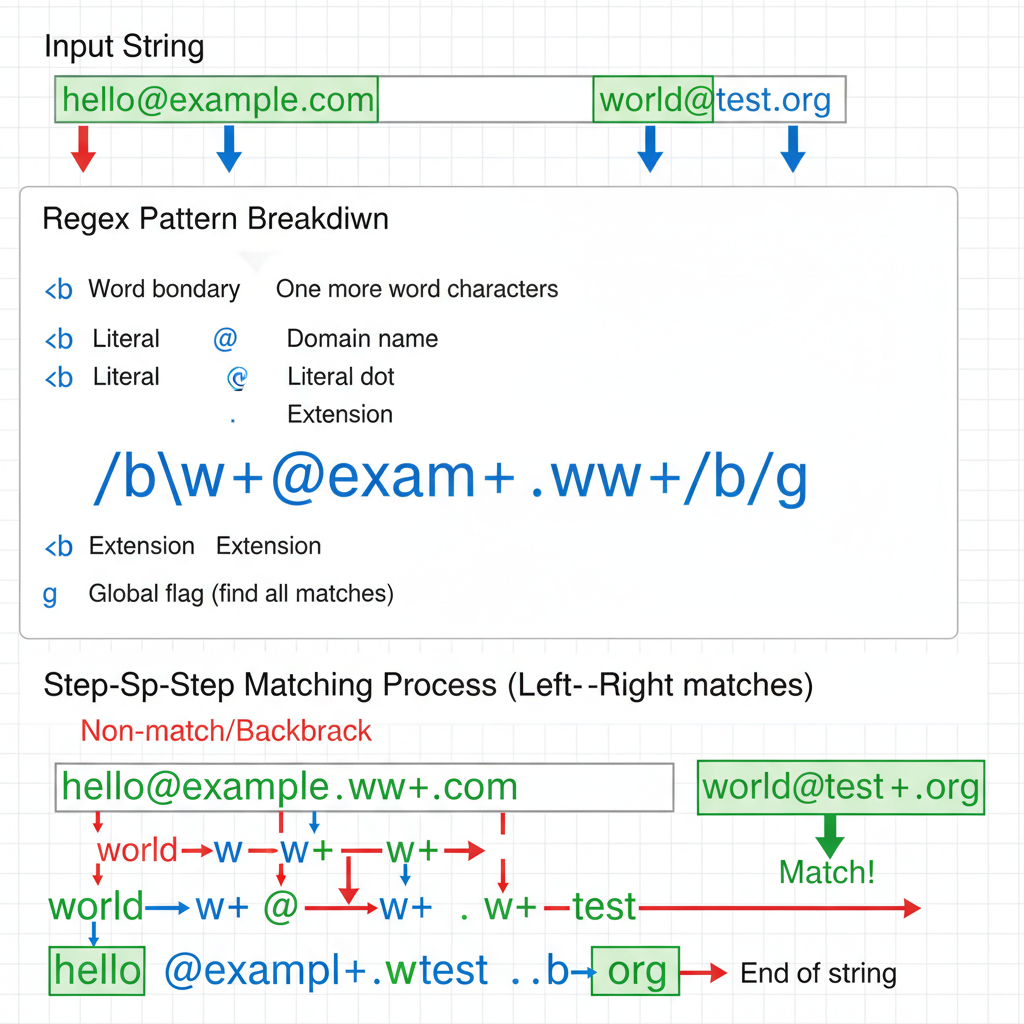 Input String
hello@example.com world@test.org
Regex Pattern Breakdiwn
<b Word bondary One more word characters
<b Literal @ Domain name
<b Literal @ Literal dot
. Extension
/b\w+@exam+ .ww+/b/g
<b Extension Extension
g Global flag (find all matches)
Step-Sp-Step Matching Process (Left--Right matches)
Non-match/Backbrack
hello@example.ww+.com world@test+.org
world w w+ w+
Match!
world w+ @ w+ . w+ test
hello @exampl+.wtest ..b org End of string